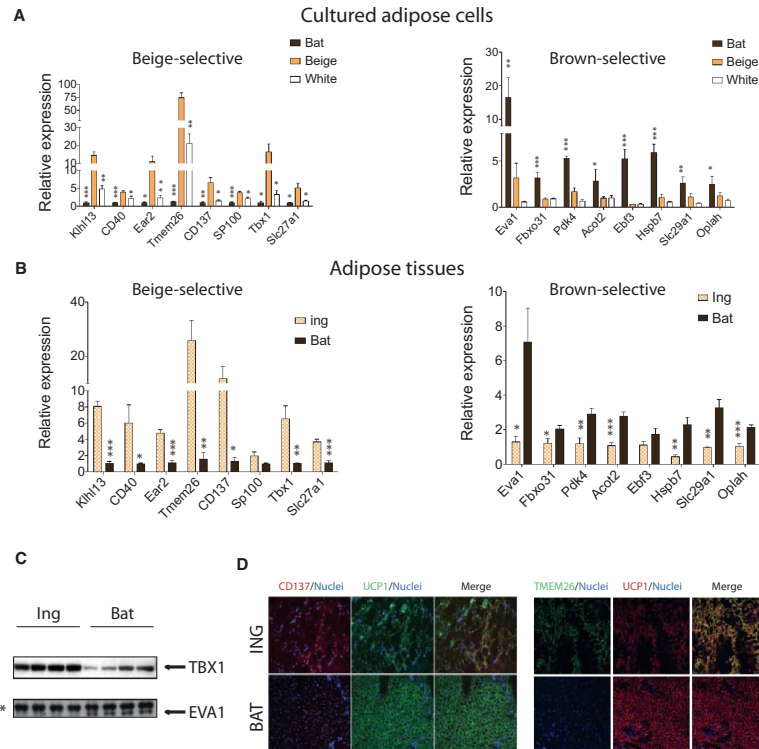 A
Cultured adipose cells
Beige-selective
Bat
Beige
White
Relative expression
100
75
50
25
20
10
5
0
***
**
***
*
*
*
**
***
**
**
*
***
*
*
*
*
*
Klhl13
CD40
Ear2
Tmem26
CD137
SP100
Tbx1
Slc27a1
Brown-selective
Bat
Beige
White
Relative expression
30
20
10
5
0
**
***
***
*
***
***
**
*
Eva1
Fbxo31
Pdk4
Acot2
Ebf3
Hspb7
Slc29a1
Oplah
B
Adipose tissues
Beige-selective
ing
Bat
Relative expression
40
20
8
6
4
2
0
***
*
***
**
*
**
***
Klhl13
CD40
Ear2
Tmem26
CD137
Sp100
Tbx1
Slc27a1
Brown-selective
Ing
Bat
Relative expression
10
8
6
4
2
0
*
*
**
***
**
**
***
Eva1
Fbxo31
Pdk4
Acot2
Ebf3
Hspb7
Slc29a1
Oplah
C
Ing
Bat
TBX1
*
EVA1
D
CD137/Nuclei
UCP1/Nuclei
Merge
TMEM26/Nuclei
UCP1/Nuclei
Merge
ING
BAT